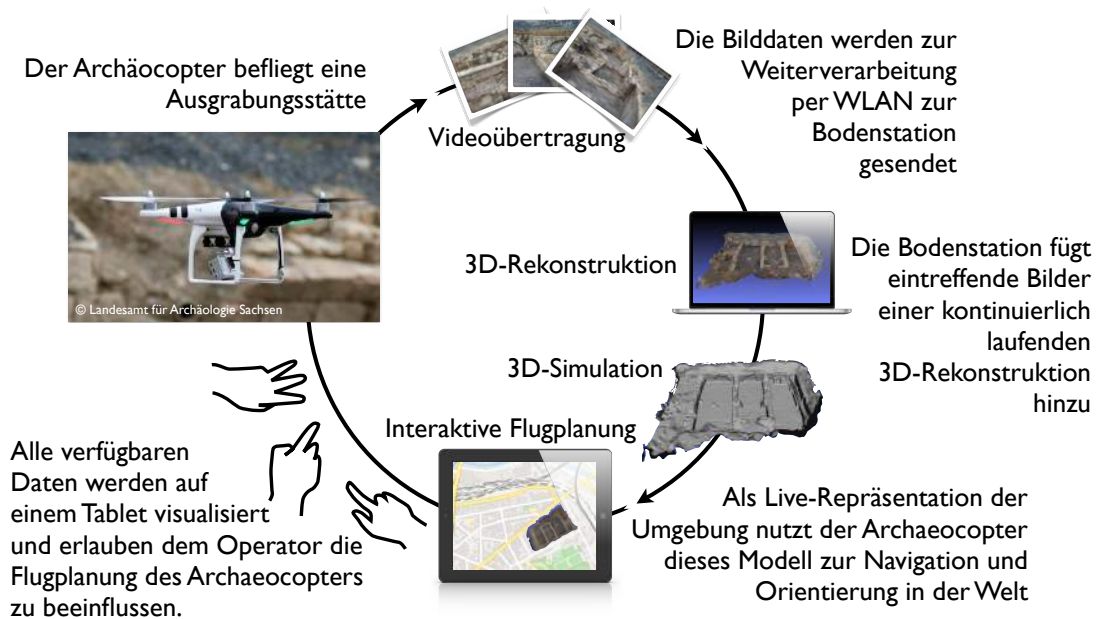 Der Archäocopter befliegt eine
Ausgrabungsstätte
© Landesamt für Archäologie Sachsen
Videoübertragung
Die Bilddaten werden zur
Weiterverarbeitung
per WLAN zur
Bodenstation
gesendet
3D-Rekonstruktion
Die Bodenstation fügt
eintreffende Bilder
einer kontinuierlich
laufenden
3D-Rekonstruktion
hinzu
3D-Simulation
Als Live-Repräsentation der
Umgebung nutzt der Archaeocopter
dieses Modell zur Navigation und
Orientierung in der Welt
Interaktive Flugplanung
Alle verfügbaren
Daten werden auf
einem Tablet visualisiert
und erlauben dem Operator die
Flugplanung des Archaeocopters
zu beeinflussen.